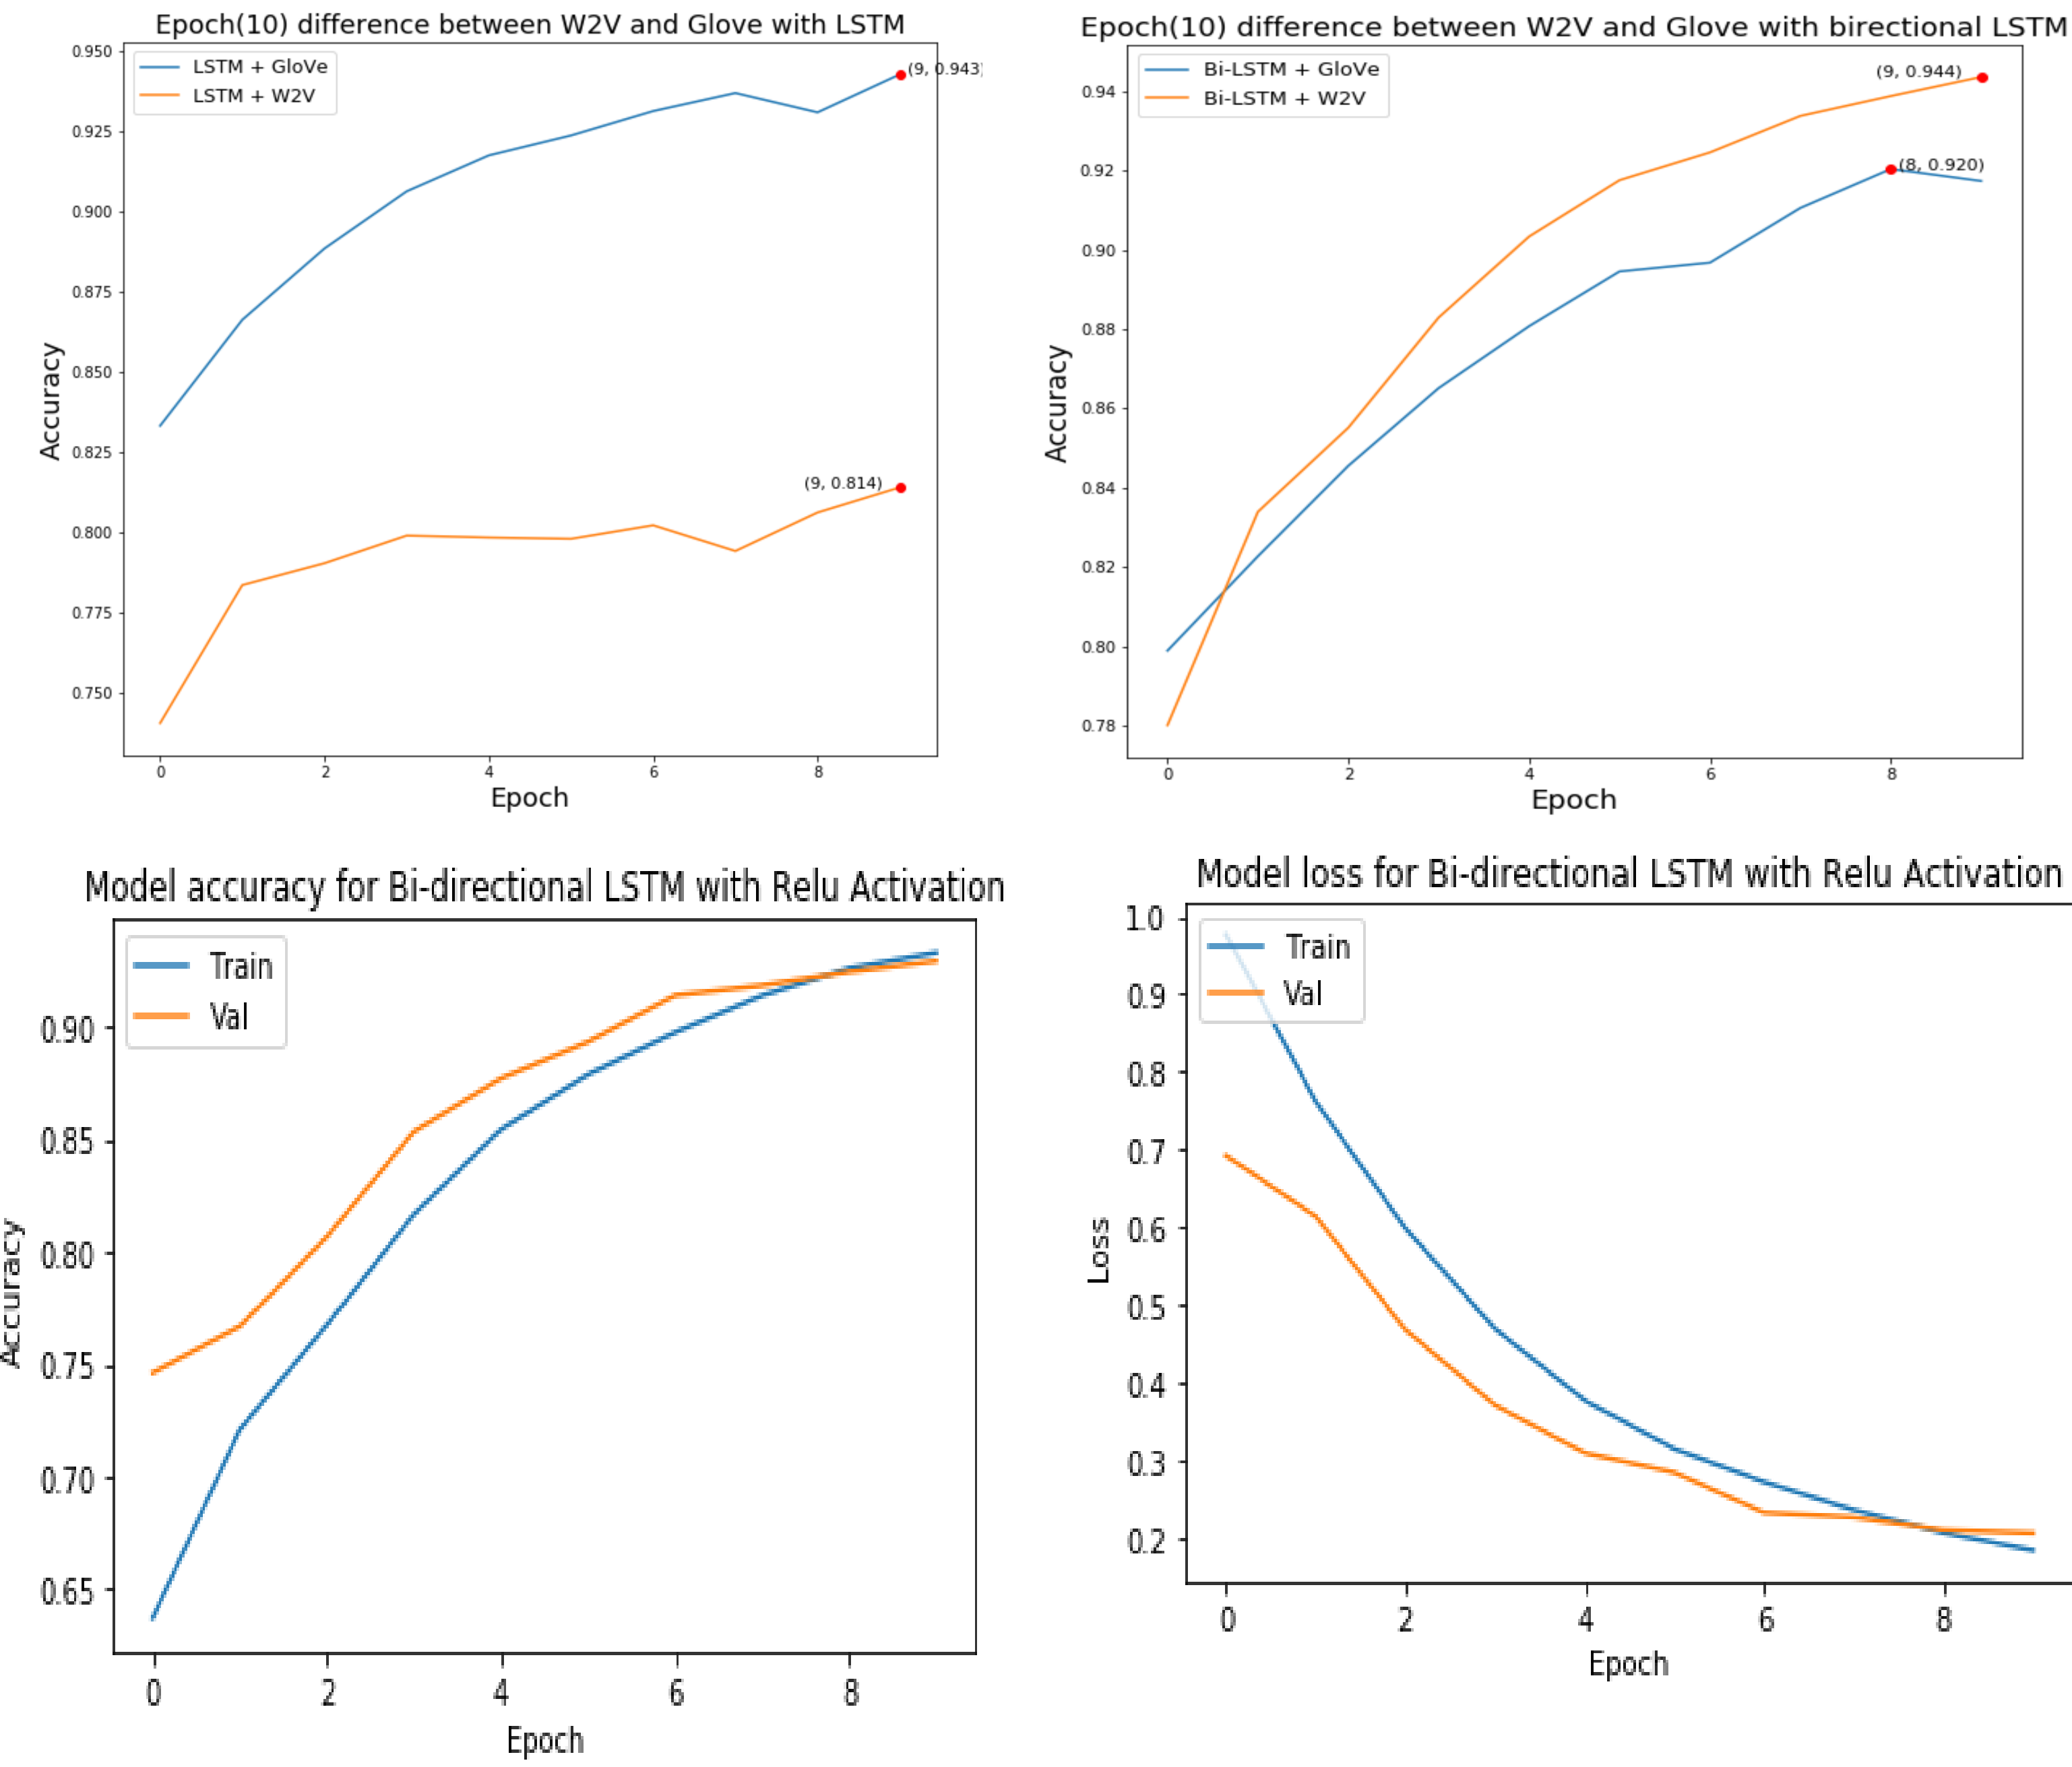 Epoch(10) difference between W2V and Glove with LSTM
LSTM + GloVe
LSTM + W2V
(9, 0.943)
(9, 0.814)
0.950
0.925
0.900
0.875
0.850
0.825
0.800
0.775
0.750
Accuracy
0 2 4 6 8
Epoch
Epoch(10) difference between W2V and Glove with birectional LSTM
Bi-LSTM + GloVe
Bi-LSTM + W2V
(9, 0.944)
(8, 0.920)
0.94
0.92
0.90
0.88
0.86
0.84
0.82
0.80
0.78
Accuracy
0 2 4 6 8
Epoch
Model accuracy for Bi-directional LSTM with Relu Activation
Train
Val
0.90
0.85
0.80
0.75
0.70
0.65
Accuracy
0 2 4 6 8
Epoch
Model loss for Bi-directional LSTM with Relu Activation
Train
Val
1.0
0.9
0.8
0.7
0.6
0.5
0.4
0.3
0.2
Loss
0 2 4 6 8
Epoch